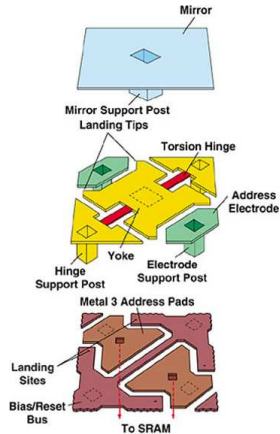 Mirror
Mirror Support Post
Landing Tips
Torsion Hinge
Address
Electrode
Hinge
Support Post
Yoke
Electrode
Support Post
Metal 3 Address Pads
Landing
Sites
Bias/Reset
Bus
To SRAM